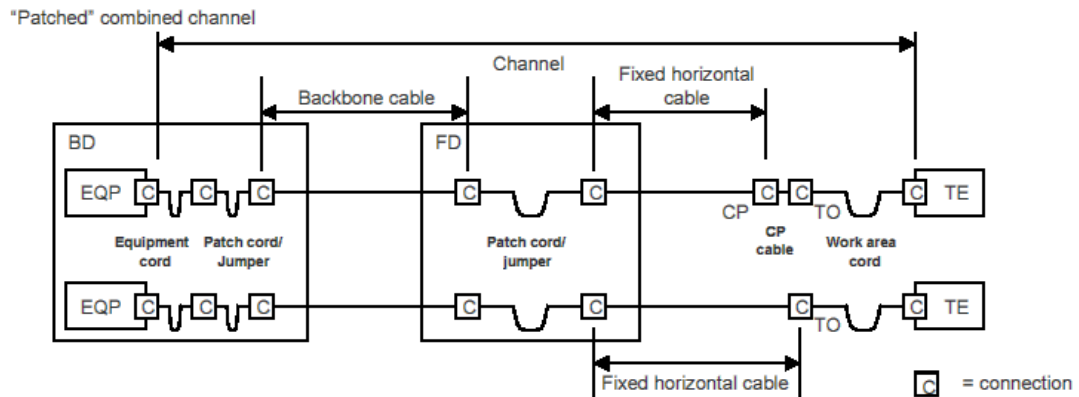 “Patched” combined channel
Channel
Backbone cable
Fixed horizontal
cable
BD
FD
EQP C C C C C C C C TE
CP
TO
Equipment
cord
Patch cord/
Jumper
Patch cord/
jumper
CP
cable
Work area
cord
EQP C C C C C C C TE
TO
Fixed horizontal cable
C = connection